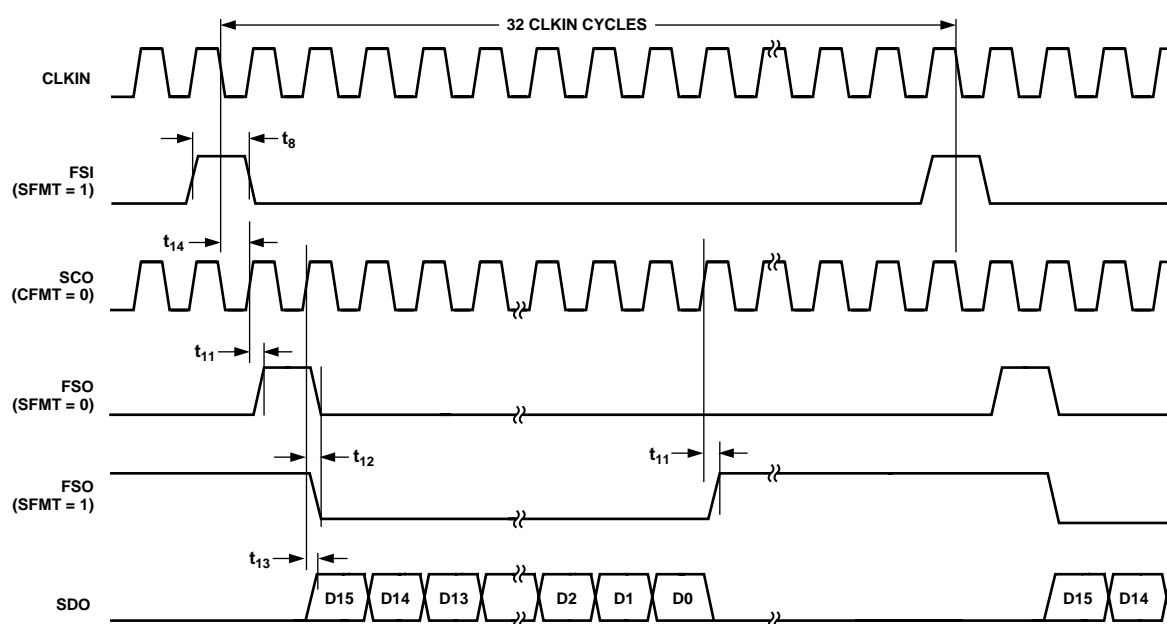 32 CLKIN CYCLES
CLKIN
t8
FSI
(SFMT = 1)
t14
SCO
(CFMT = 0)
t11
FSO
(SFMT = 0)
t12
t11
FSO
(SFMT = 1)
t13
SDO
D15 D14 D13 D2 D1 D0 D15 D14